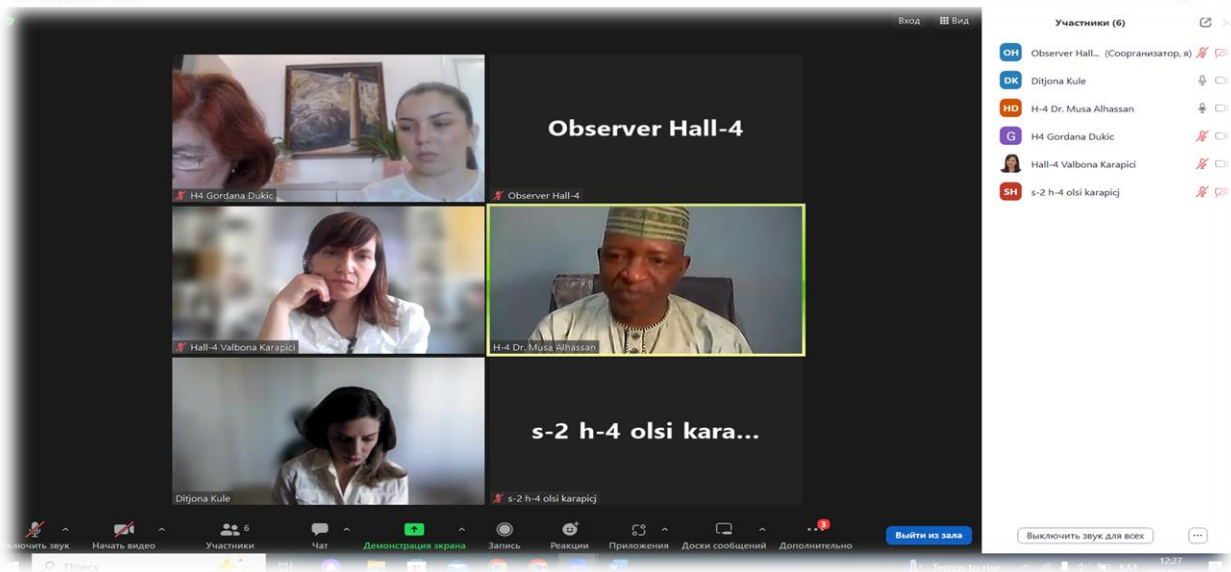 Вход
Вид
Участники (6)
OH Observer Hall... (Соорганизатор, я)
DK Ditjona Kule
HD H-4 Dr. Musa Alhassan
G H4 Gordana Dukic
Hall-4 Valbona Karapici
SH s-2 h-4 olsi karapicj
Observer Hall-4
H4 Gordana Dukic
Observer Hall-4
Hall-4 Valbona Karapici
H-4 Dr. Musa Alhassan
s-2 h-4 olsi kara...
Ditjona Kule
s-2 h-4 olsi karapicj
6
3
звук
Начать видео
Участники
Чат
Демонстрация экрана
Запись
Реакции
Приложения
Доски сообщений
Дополнительно
Выйти из зала
Выключить звук для всех
Поиск
12:27